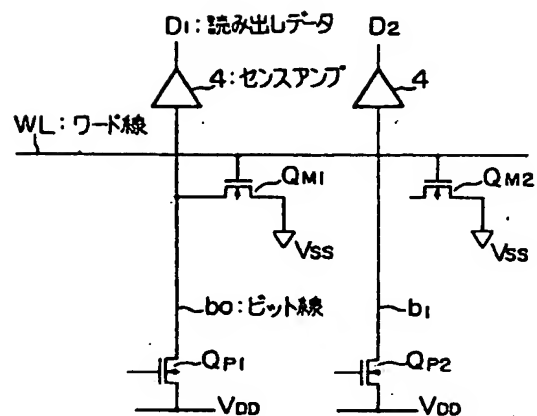 D1:読み出しデータ D2
4:センスアンプ 4
WL:ワード線
QM1 QM2
VSS VSS
b0:ビット線 b1
QP1 QP2
VDD VDD